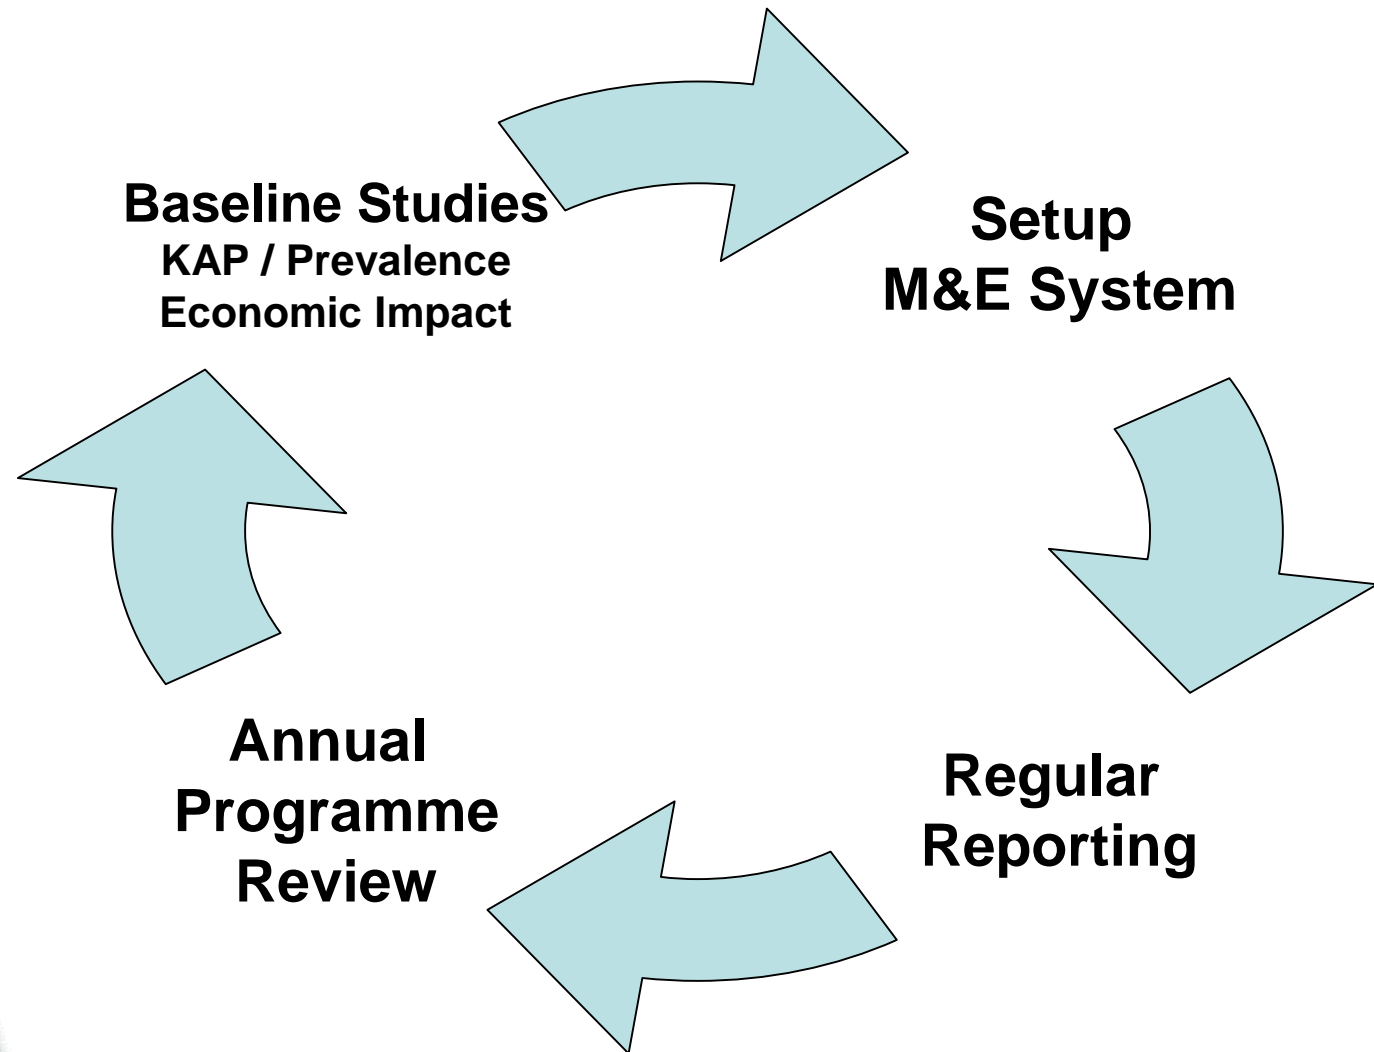 Baseline Studies
KAP / Prevalence
Economic Impact
Setup
M&E System
Regular
Reporting
Annual
Programme
Review